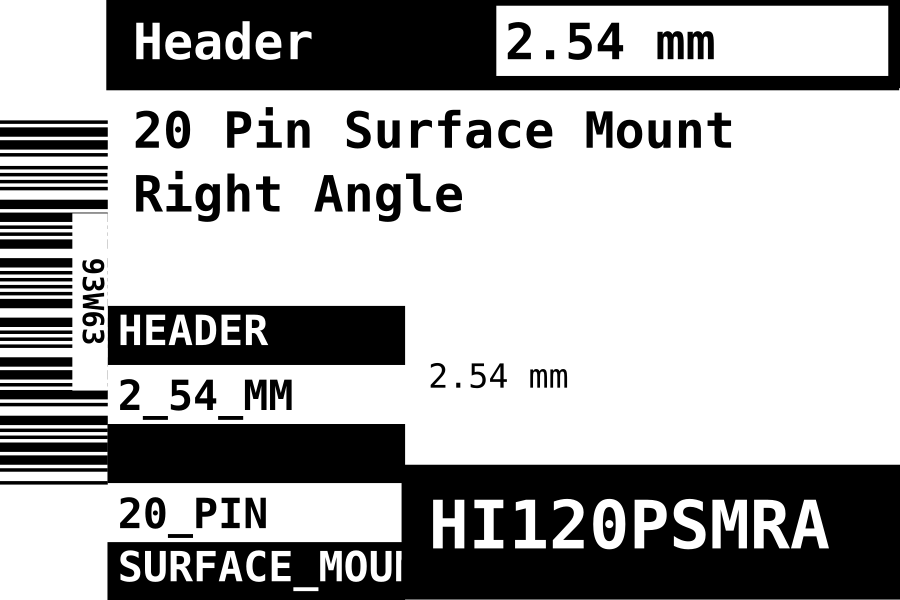 Header
2.54 mm
20 Pin Surface Mount
Right Angle
93W63
HEADER
2_54_MM
2.54 mm
20_PIN
SURFACE_MOU
HI120PSMRA